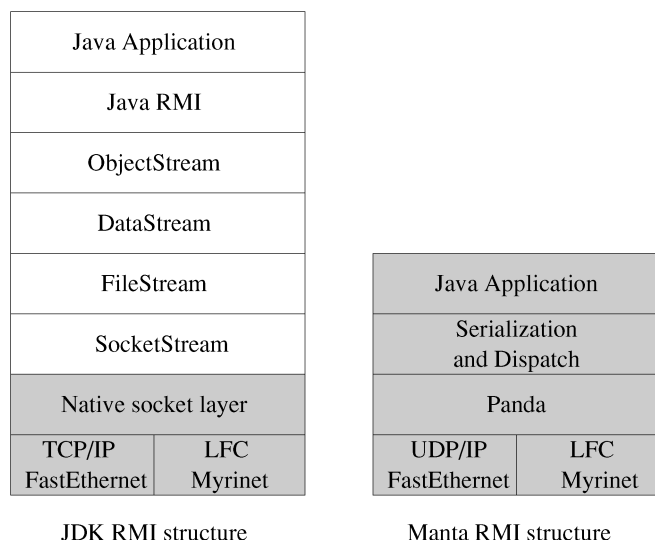 Java Application
Java RMI
ObjectStream
DataStream
FileStream
SocketStream
Native socket layer
TCP/IP
FastEthernet
LFC
Myrinet
JDK RMI structure
Java Application
Serialization
and Dispatch
Panda
UDP/IP
FastEthernet
LFC
Myrinet
Manta RMI structure